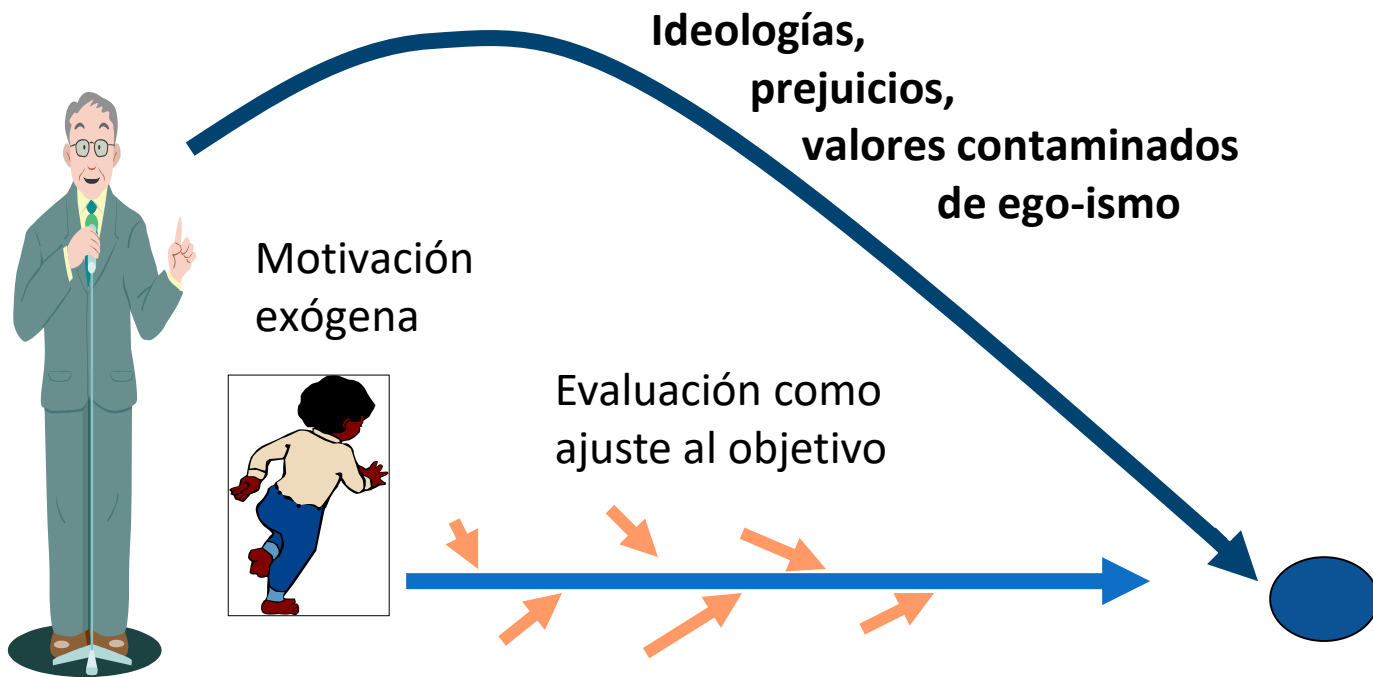 Ideologías,
prejuicios,
valores contaminados
de ego-ismo
Motivación
exógena
Evaluación como
ajuste al objetivo